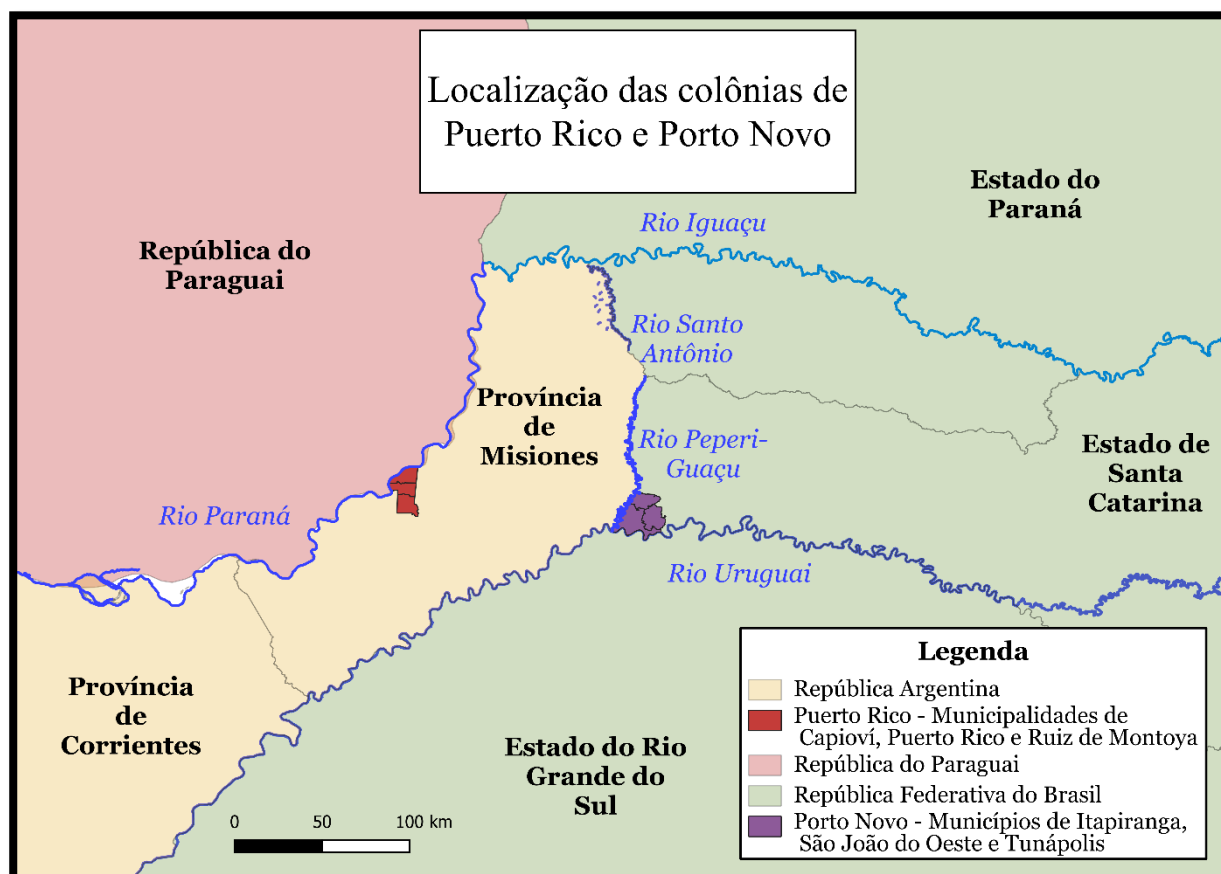 Localização das colônias de
Puerto Rico e Porto Novo
Estado do
Paraná
Rio Iguaçu
República do
Paraguai
Rio Santo
Antônio
Província
de
Misiones
Rio Peperi-
Guaçu
Estado de
Santa
Catarina
Rio Paraná
Rio Uruguai
Província
de
Corrientes
Estado do Rio
Grande do
Sul
0 50 100 km
Legenda
República Argentina
Puerto Rico - Municipalidades de
Capioví, Puerto Rico e Ruiz de Montoya
República do Paraguai
República Federativa do Brasil
Porto Novo - Municípios de Itapiranga,
São João do Oeste e Tunápolis